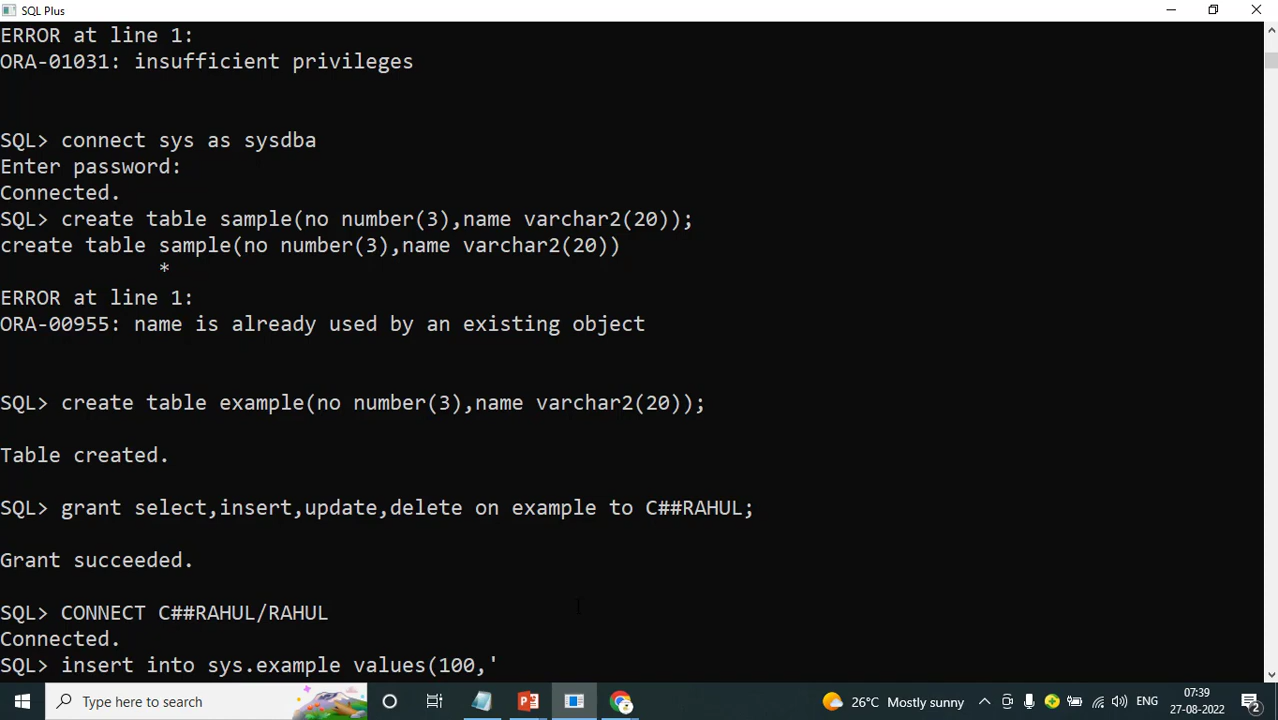 SQL Plus
ERROR at line 1:
ORA-01031: insufficient privileges
SQL> connect sys as sysdba
Enter password:
Connected.
SQL> create table sample(no number(3),name varchar2(20));
create table sample(no number(3),name varchar2(20))
*
ERROR at line 1:
ORA-00955: name is already used by an existing object
SQL> create table example(no number(3),name varchar2(20));
Table created.
SQL> grant select,insert,update,delete on example to C##RAHUL;
Grant succeeded.
SQL> CONNECT C##RAHUL/RAHUL
Connected.
SQL> insert into sys.example values(100,'
Type here to search
26°C Mostly sunny
ENG
07:39
27-08-2022
2